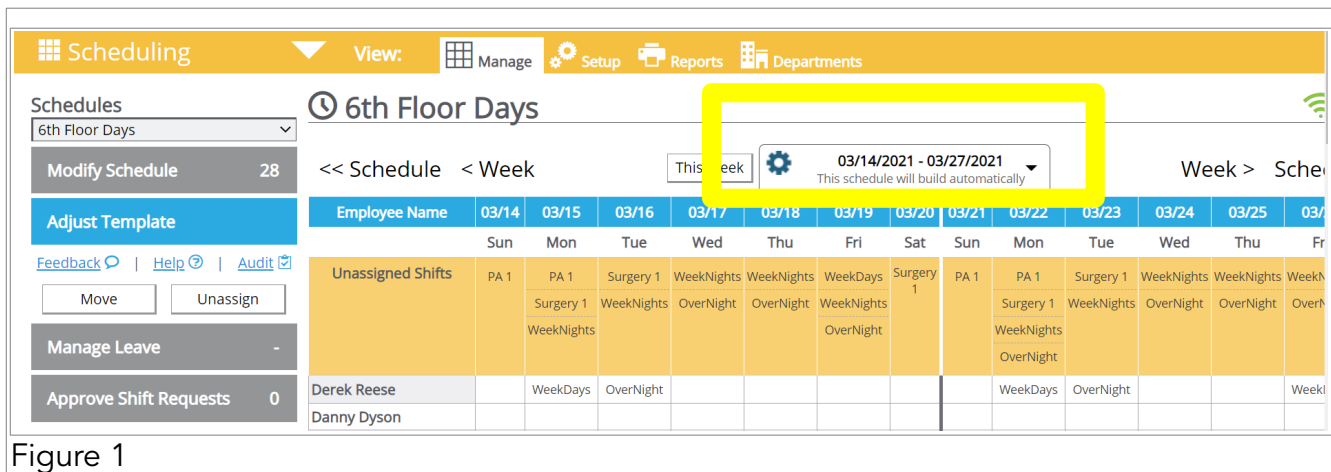 Scheduling View: Manage Setup Reports Departments
Schedules
6th Floor Days
6th Floor Days
Modify Schedule 28
<< Schedule < Week This Week 03/14/2021 - 03/27/2021 Week >
This schedule will build automatically
Adjust Template
Employee Name 03/14 03/15 03/16 03/17 03/18 03/19 03/20 03/21 03/22 03/23 03/24 03/25
Sun Mon Tue Wed Thu Fri Sat Sun Mon Tue Wed Thu Fr
Feedback | Help | Audit
Move Unassign
Unassigned Shifts PA 1 PA 1 Surgery 1 WeekNights WeekNights WeekDays Surgery 1 PA 1 PA 1 Surgery 1 WeekNights WeekNights
Surgery 1 WeekNights OverNight OverNight WeekNights Surgery 1 WeekNights OverNight OverNight
WeekNights OverNight WeekNights
OverNight
Manage Leave -
Approve Shift Requests 0
Derek Reese WeekDays OverNight WeekDays OverNight
Danny Dyson
Figure 1